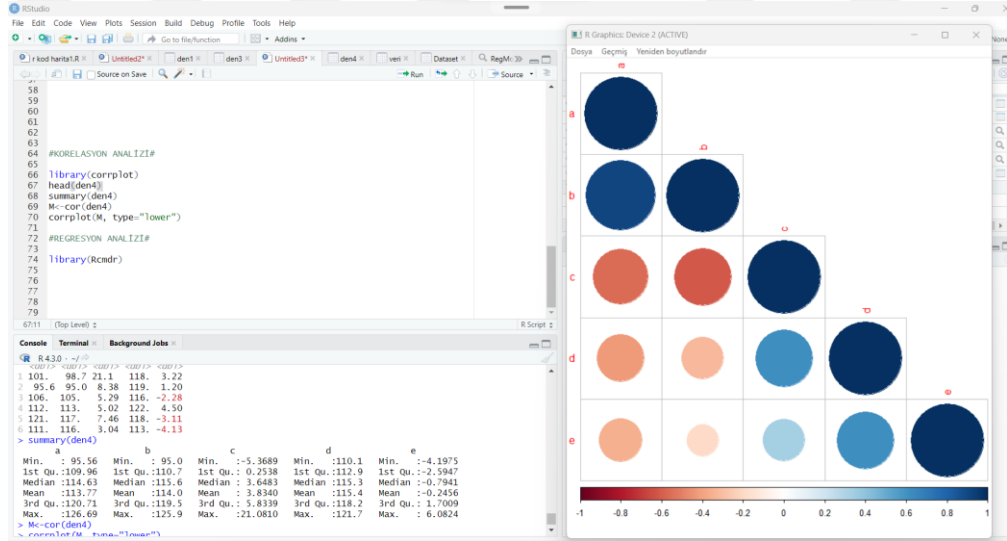 RStudio
File Edit Code View Plots Session Build Debug Profile Tools Help
Go to file/function Addins
r kod harita1.R Untitled2* den1 den3 Untitled3* den4 veri Dataset RegMo
Source on Save Run Source
57
58
59
60
61
62
63
64 #KORELASYON ANALİZİ#
65
66 library(corrplot)
67 head(den4)
68 summary(den4)
69 M<-cor(den4)
70 corrplot(M, type="lower")
71
72 #REGRESYON ANALİZİ#
73
74 library(Rcmdr)
75
76
77
78
79
67:11 (Top Level) R Script
Console Terminal Background Jobs
R 4.3.0 · ~/
<dbl> <dbl> <dbl> <dbl> <dbl>
1 101. 98.7 21.1 118. 3.22
2 95.6 95.0 8.38 119. 1.20
3 106. 105. 5.29 116. -2.28
4 112. 113. 5.02 122. 4.50
5 121. 117. 7.46 118. -3.11
6 111. 116. 3.04 113. -4.13
> summary(den4)
a b c d e
Min. : 95.56 Min. : 95.0 Min. :-5.3689 Min. :110.1 Min. :-4.1975
1st Qu.:109.96 1st Qu.:110.7 1st Qu.: 0.2538 1st Qu.:112.9 1st Qu.:-2.5947
Median :114.63 Median :115.6 Median : 3.6483 Median :115.3 Median :-0.7941
Mean :113.77 Mean :114.0 Mean : 3.8340 Mean :115.4 Mean :-0.2456
3rd Qu.:120.71 3rd Qu.:119.5 3rd Qu.: 5.8339 3rd Qu.:118.2 3rd Qu.: 1.7009
Max. :126.69 Max. :125.9 Max. :21.0810 Max. :121.7 Max. : 6.0824
> M<-cor(den4)
> corrplot(M, type="lower")
R Graphics: Device 2 (ACTIVE)
Dosya Geçmiş Yeniden boyutlandır
a
a
b
b
c
c
d
d
e
e
-1 -0.8 -0.6 -0.4 -0.2 0 0.2 0.4 0.6 0.8 1
None